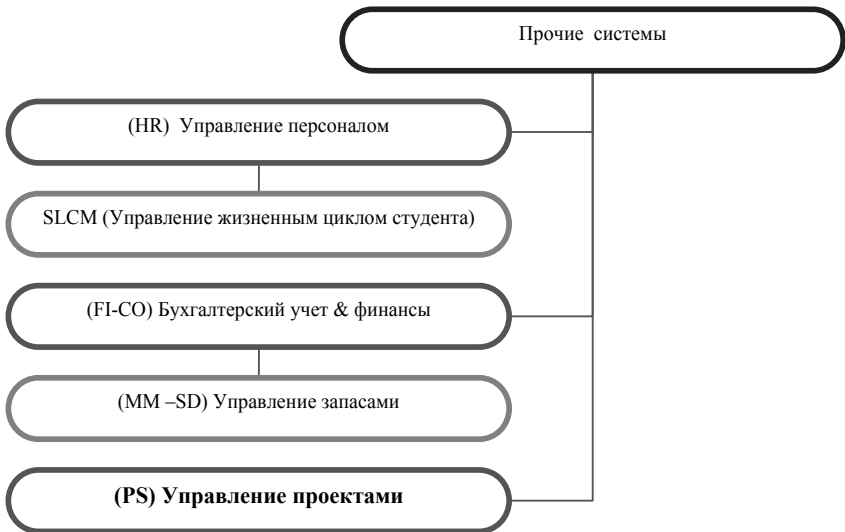 Прочие системы
(HR) Управление персоналом
SLCM (Управление жизненным циклом студента)
(FI-CO) Бухгалтерский учет & финансы
(MM –SD) Управление запасами
(PS) Управление проектами